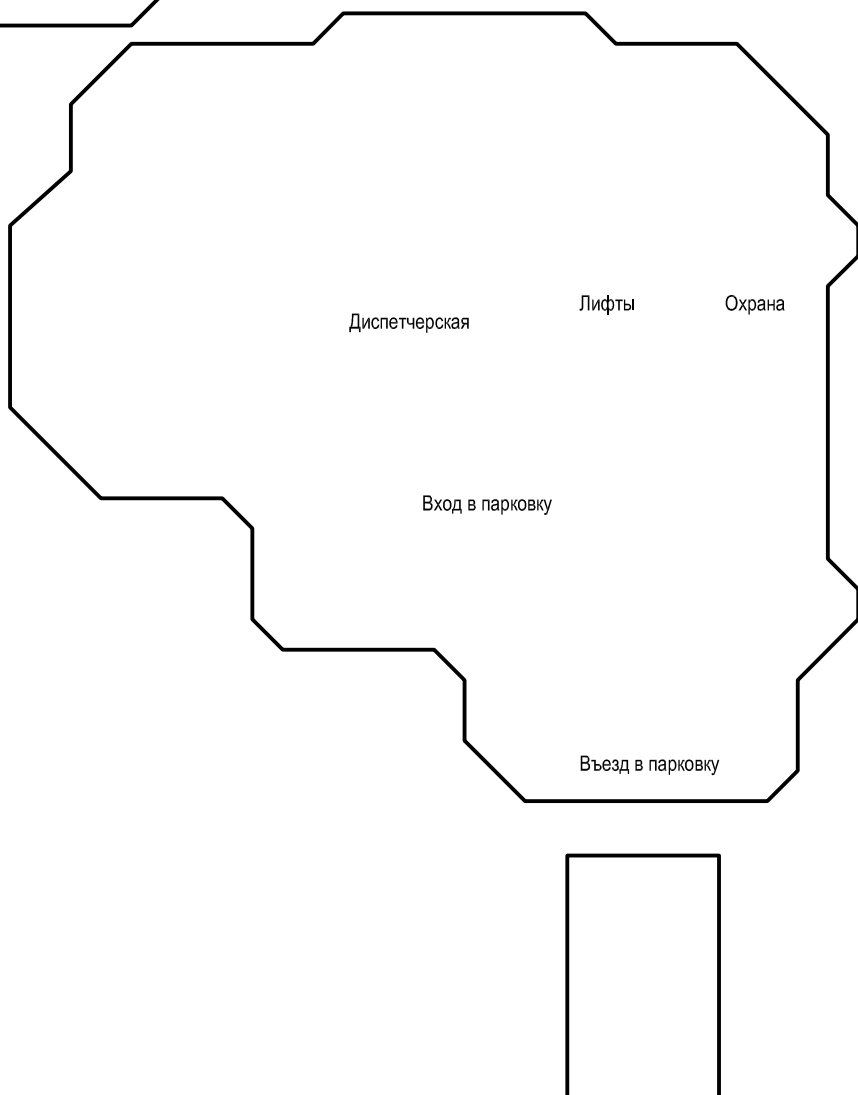 Лифты
Охрана
Диспетчерская
Вход в парковку
Въезд в парковку